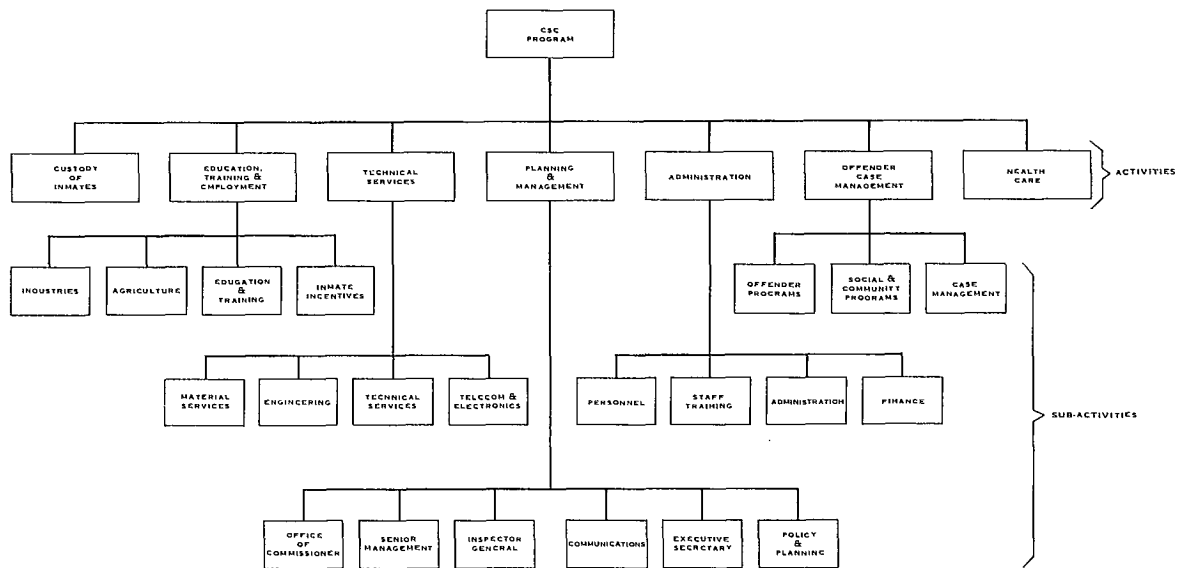 CSC
PROGRAM
CUSTODY
OF
INMATES
EDUCATION,
TRAINING &
EMPLOYMENT
TECHNICAL
SERVICES
PLANNING
&
MANAGEMENT
ADMINISTRATION
OFFENDER
CASE
MANAGEMENT
HEALTH
CARE
ACTIVITIES
INDUSTRIES
AGRICULTURE
EDUCATION
&
TRAINING
INMATE
INCENTIVES
OFFENDER
PROGRAMS
SOCIAL &
COMMUNITY
PROGRAMS
CASE
MANAGEMENT
MATERIAL
SERVICES
ENGINEERING
TECHNICAL
SERVICES
TELECOM &
ELECTRONICS
PERSONNEL
STAFF
TRAINING
ADMINISTRATION
FINANCE
SUB-ACTIVITIES
OFFICE
OF
COMMISSIONER
SENIOR
MANAGEMENT
INSPECTOR
GENERAL
COMMUNICATIONS
EXECUTIVE
SECRETARY
POLICY
&
PLANNING